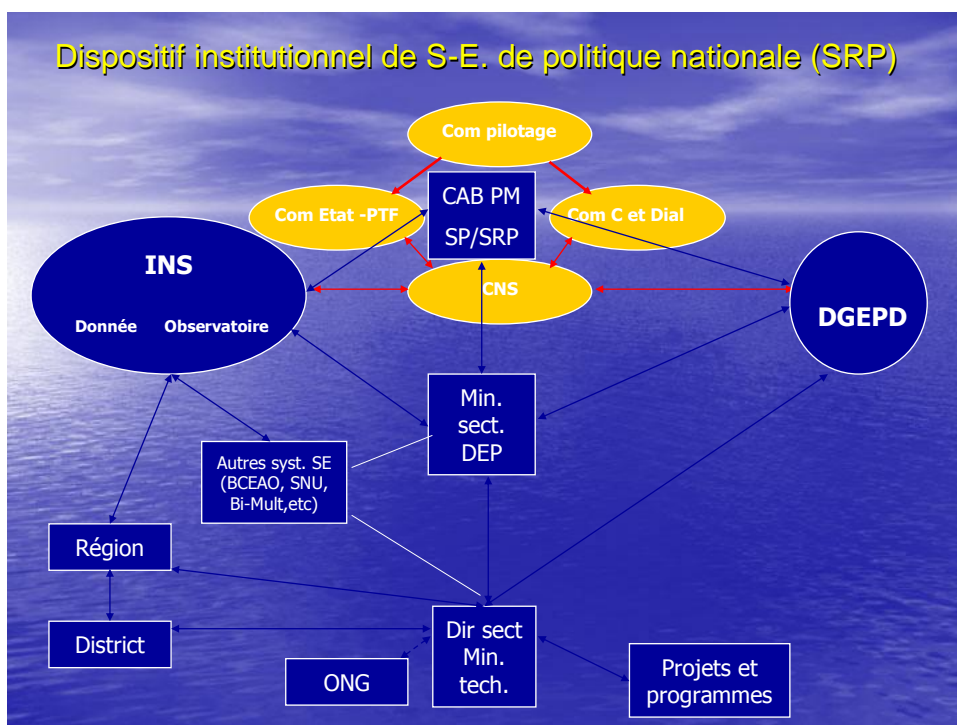 Dispositif institutionnel de S-E. de politique nationale (SRP)
Com pilotage
CAB PM
SP/SRP
Com Etat -PTF
Com C et Dial
INS
Donnée Observatoire
CNS
DGEPD
Min.
sect.
DEP
Autres syst. SE
(BCEAO, SNU,
Bi-Mult,etc)
Région
District
Dir sect
Min.
tech.
ONG
Projets et
programmes